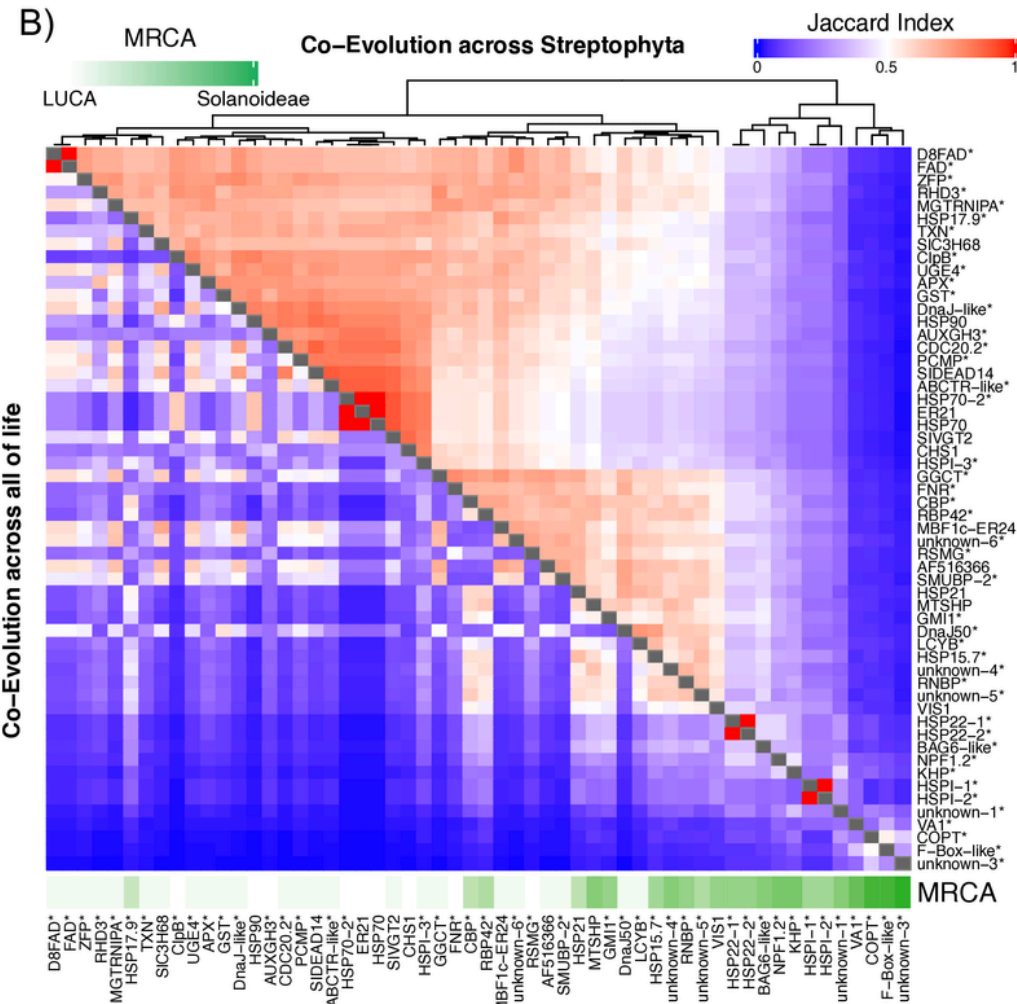 B)
MRCA
LUCA
Solanoideae
Co-Evolution across Streptophyta
Jaccard Index
0
0.5
1
Co-Evolution across all of life
D8FAD*
FAD*
ZFP*
RHD3*
MGTRNIPA*
HSP17.9*
TXN*
SIC3H68
ClpB*
UGE4*
APX*
GST*
DnaJ-like*
HSP90
AUXGH3*
CDC20.2*
PCMP*
SIDEAD14
ABCTR-like*
HSP70-2*
ER21
HSP70
SIVGT2
CHS1
HSPI-3*
GGCT*
FNR*
CBP*
RBP42*
MBF1c-ER24
unknown-6*
RSMG*
AF516366
SMUBP-2*
HSP21
MTSHP
GMI1*
DnaJ50*
LCYB*
HSP15.7*
unknown-4*
RNBP*
unknown-5*
VIS1
HSP22-1*
HSP22-2*
BAG6-like*
NPF1.2*
KHP*
HSPI-1*
HSPI-2*
unknown-1*
VA1*
COPT*
F-Box-like*
unknown-3*
MRCA
D8FAD*
FAD*
ZFP*
RHD3*
MGTRNIPA*
HSP17.9*
TXN*
SIC3H68
ClpB*
UGE4*
APX*
GST*
DnaJ-like*
HSP90
AUXGH3*
CDC20.2*
PCMP*
SIDEAD14
ABCTR-like*
HSP70-2*
ER21
HSP70
SIVGT2
CHS1
HSPI-3*
GGCT*
FNR*
CBP*
RBP42*
IBF1c-ER24
unknown-6*
RSMG*
AF516366
SMUBP-2*
HSP21
MTSHP
GMI1*
DnaJ50*
LCYB*
HSP15.7*
unknown-4*
RNBP*
unknown-5*
VIS1
HSP22-1*
HSP22-2*
BAG6-like*
NPF1.2*
KHP*
HSPI-1*
HSPI-2*
unknown-1*
VA1*
COPT*
F-Box-like*
unknown-3*